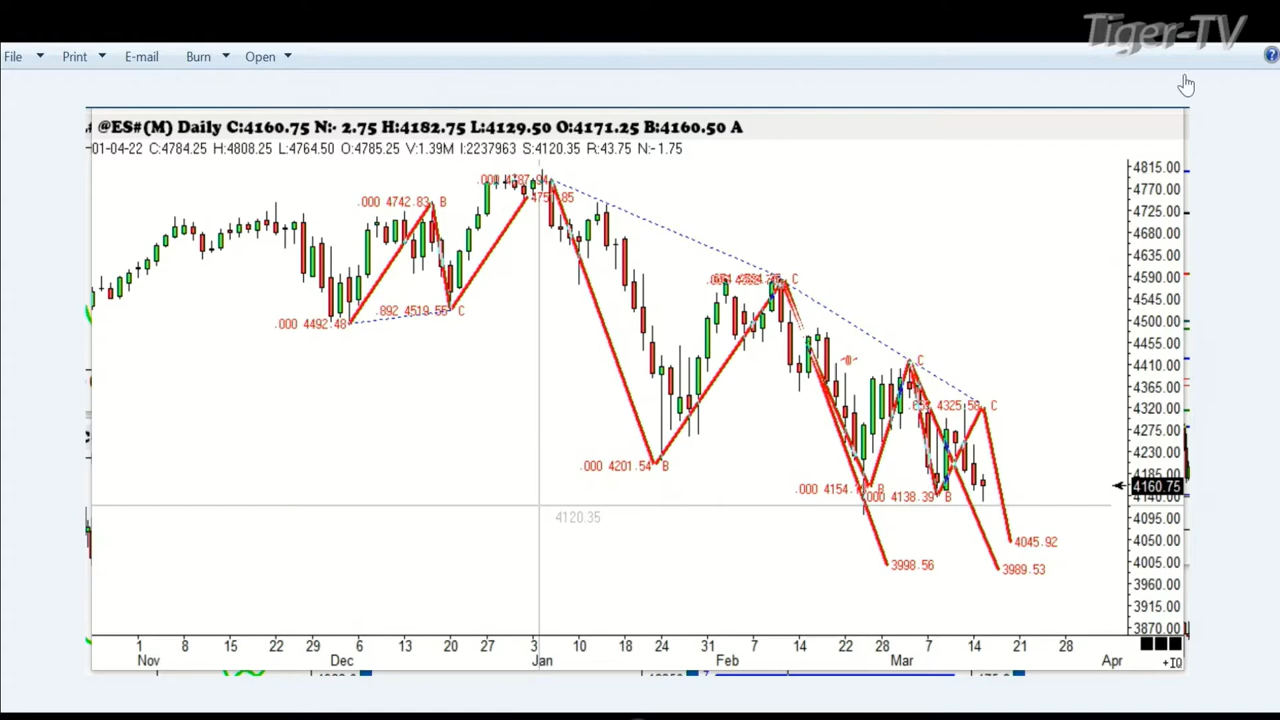 Tiger-TV
File Print E-mail Burn Open
@ES#(M) Daily C:4160.75 N:- 2.75 H:4182.75 L:4129.50 O:4171.25 B:4160.50 A
01-04-22 C:4784.25 H:4808.25 L:4764.50 O:4785.25 V:1.39M I:2237963 S:4120.35 R:43.75 N:-1.75
4815.00
.000 4787.94
4770.00
.000 4742.83 B
4725.00
4680.00
4635.00
C
4590.00
4545.00
.892 4519.55 C
.000 4492.48
4500.00
4455.00
C
4410.00
4365.00
4325.58 C
4320.00
4275.00
.000 4201.54 B
4230.00
4185.00
4160.75
.000 4154. B
.000 4138.39 B
4140.00
4120.35
4095.00
4045.92
4050.00
3998.56
3989.53
4005.00
3960.00
3915.00
3870.00
1 8 15 22 29 6 13 20 27 3 10 18 24 31 7 14 22 28 7 14 21 28
Nov Dec Jan Feb Mar Apr
+IQ